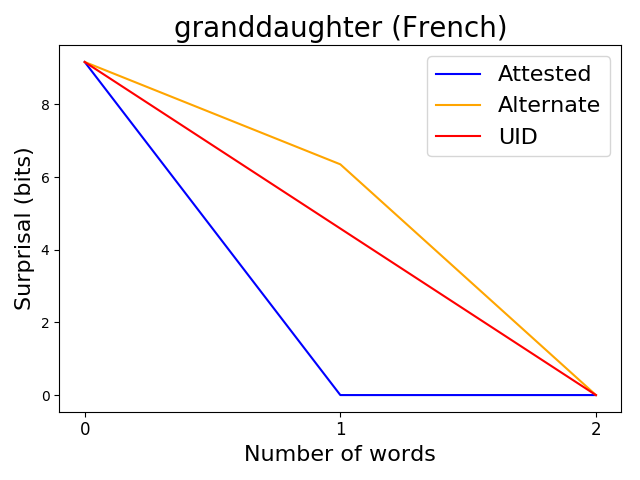 granddaughter (French)
Attested
Alternate
UID
Surprisal (bits)
8
6
4
2
0
0 1 2
Number of words